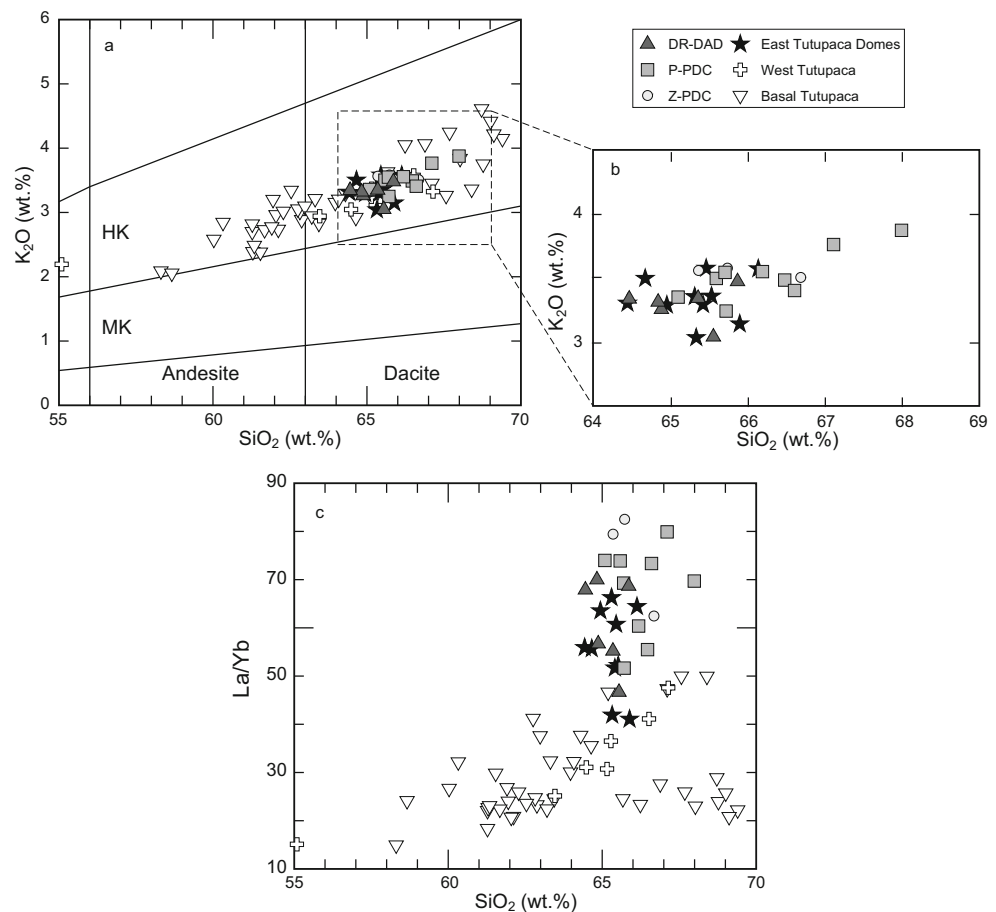 a
6
5
4
3
2
1
0
K₂O (wt.%)
HK
MK
Andesite
Dacite
55
60
65
70
SiO₂ (wt.%)
DR-DAD
East Tutupaca Domes
P-PDC
West Tutupaca
Z-PDC
Basal Tutupaca
b
4
3
K₂O (wt.%)
64
65
66
67
68
69
SiO₂ (wt.%)
c
90
70
50
30
10
La/Yb
55
60
65
70
SiO₂ (wt.%)